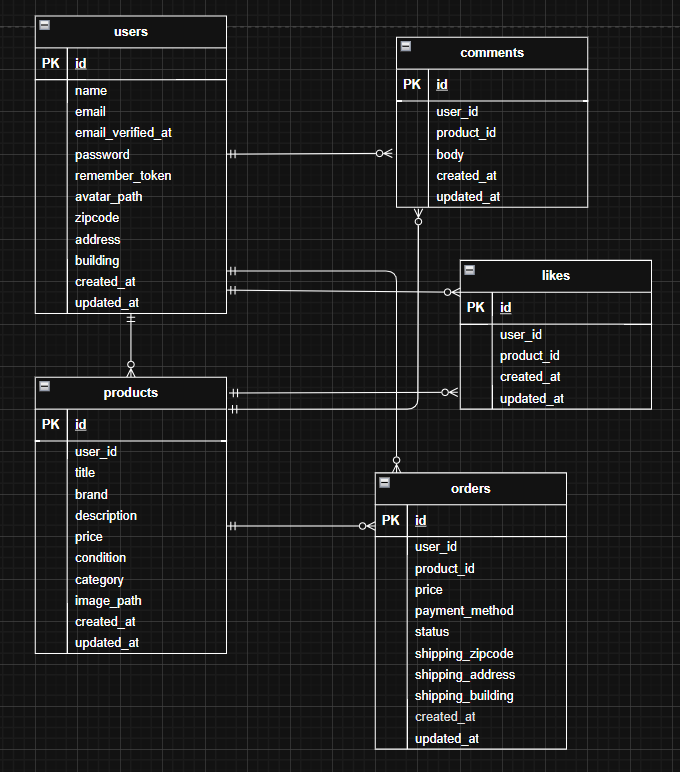 users
PK id
name
email
email_verified_at
password
remember_token
avatar_path
zipcode
address
building
created_at
updated_at
comments
PK id
user_id
product_id
body
created_at
updated_at
likes
PK id
user_id
product_id
created_at
updated_at
products
PK id
user_id
title
brand
description
price
condition
category
image_path
created_at
updated_at
orders
PK id
user_id
product_id
price
payment_method
status
shipping_zipcode
shipping_address
shipping_building
created_at
updated_at